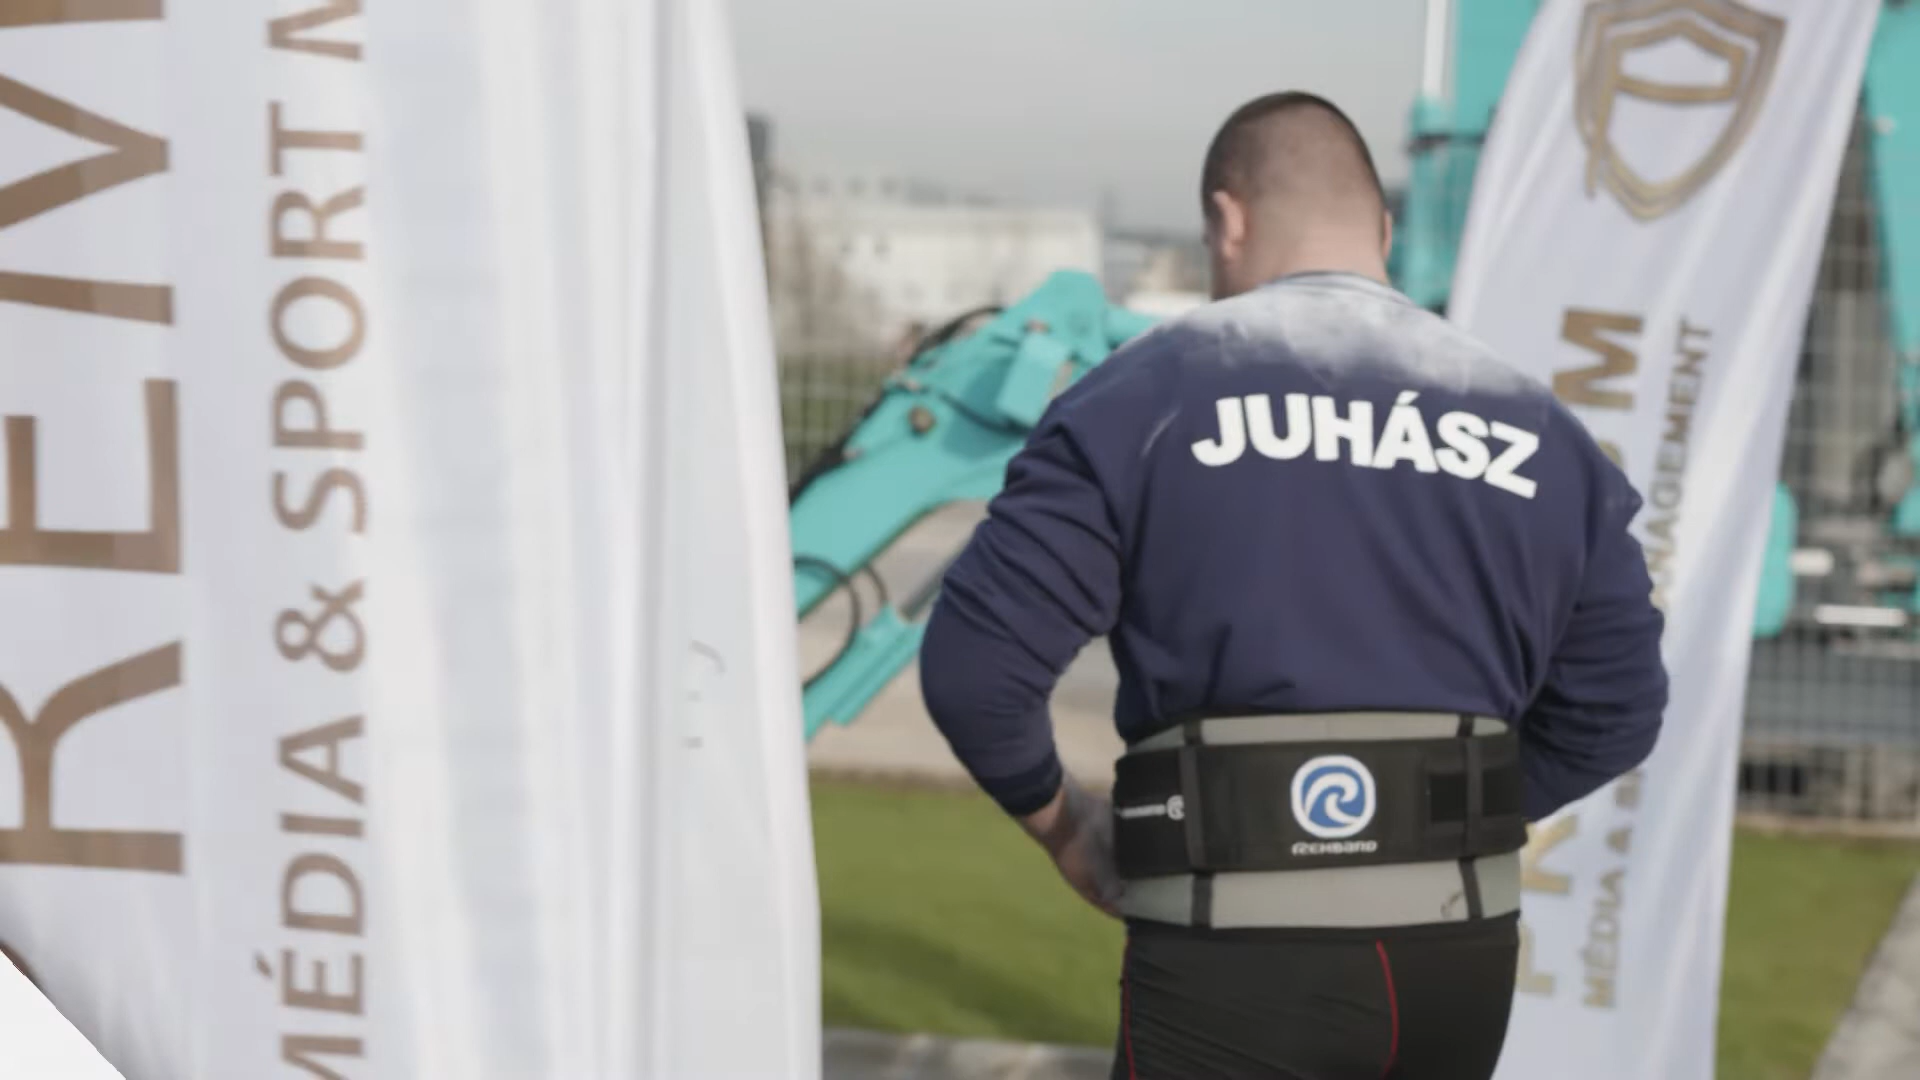 REM
MÉDIA & SPORT M
JUHÁSZ
REHBAND
MÉDIA &
NAGEMENT